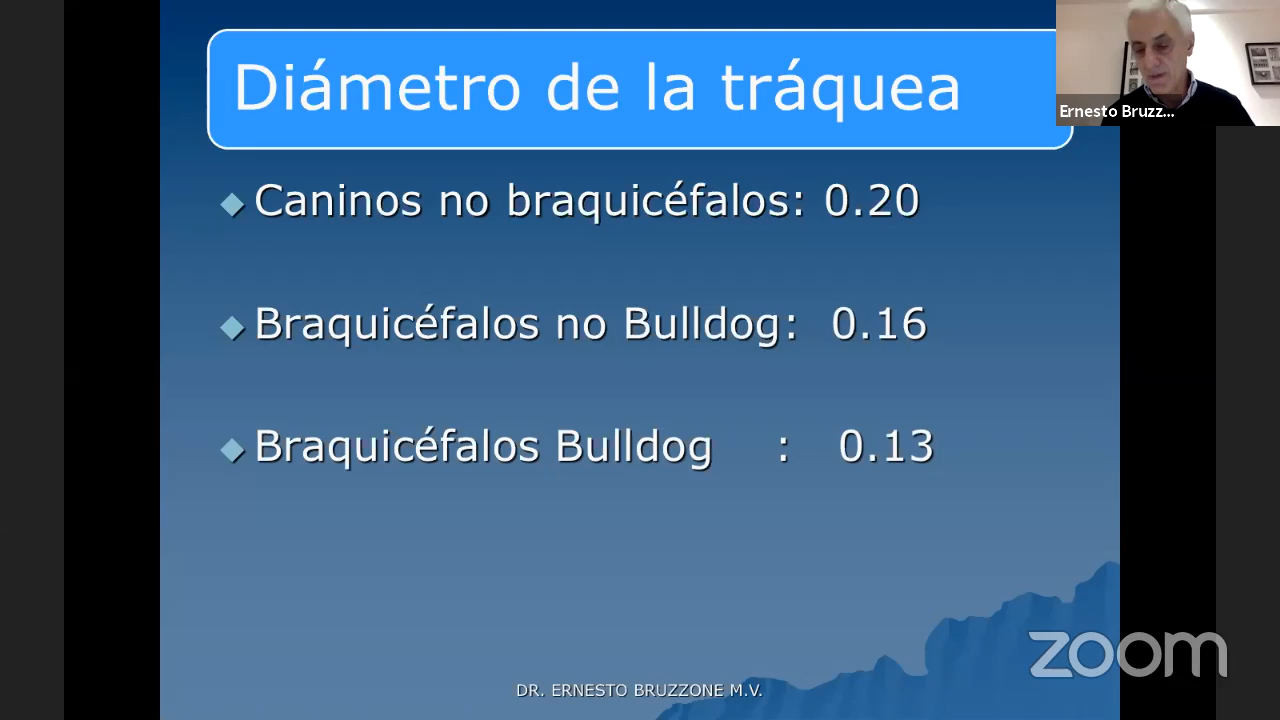 Diámetro de la tráquea
Ernesto Bruzz...
Caninos no braquicéfalos: 0.20
Braquicéfalos no Bulldog: 0.16
Braquicéfalos Bulldog : 0.13
zoom
DR. ERNESTO BRUZZONE M.V.